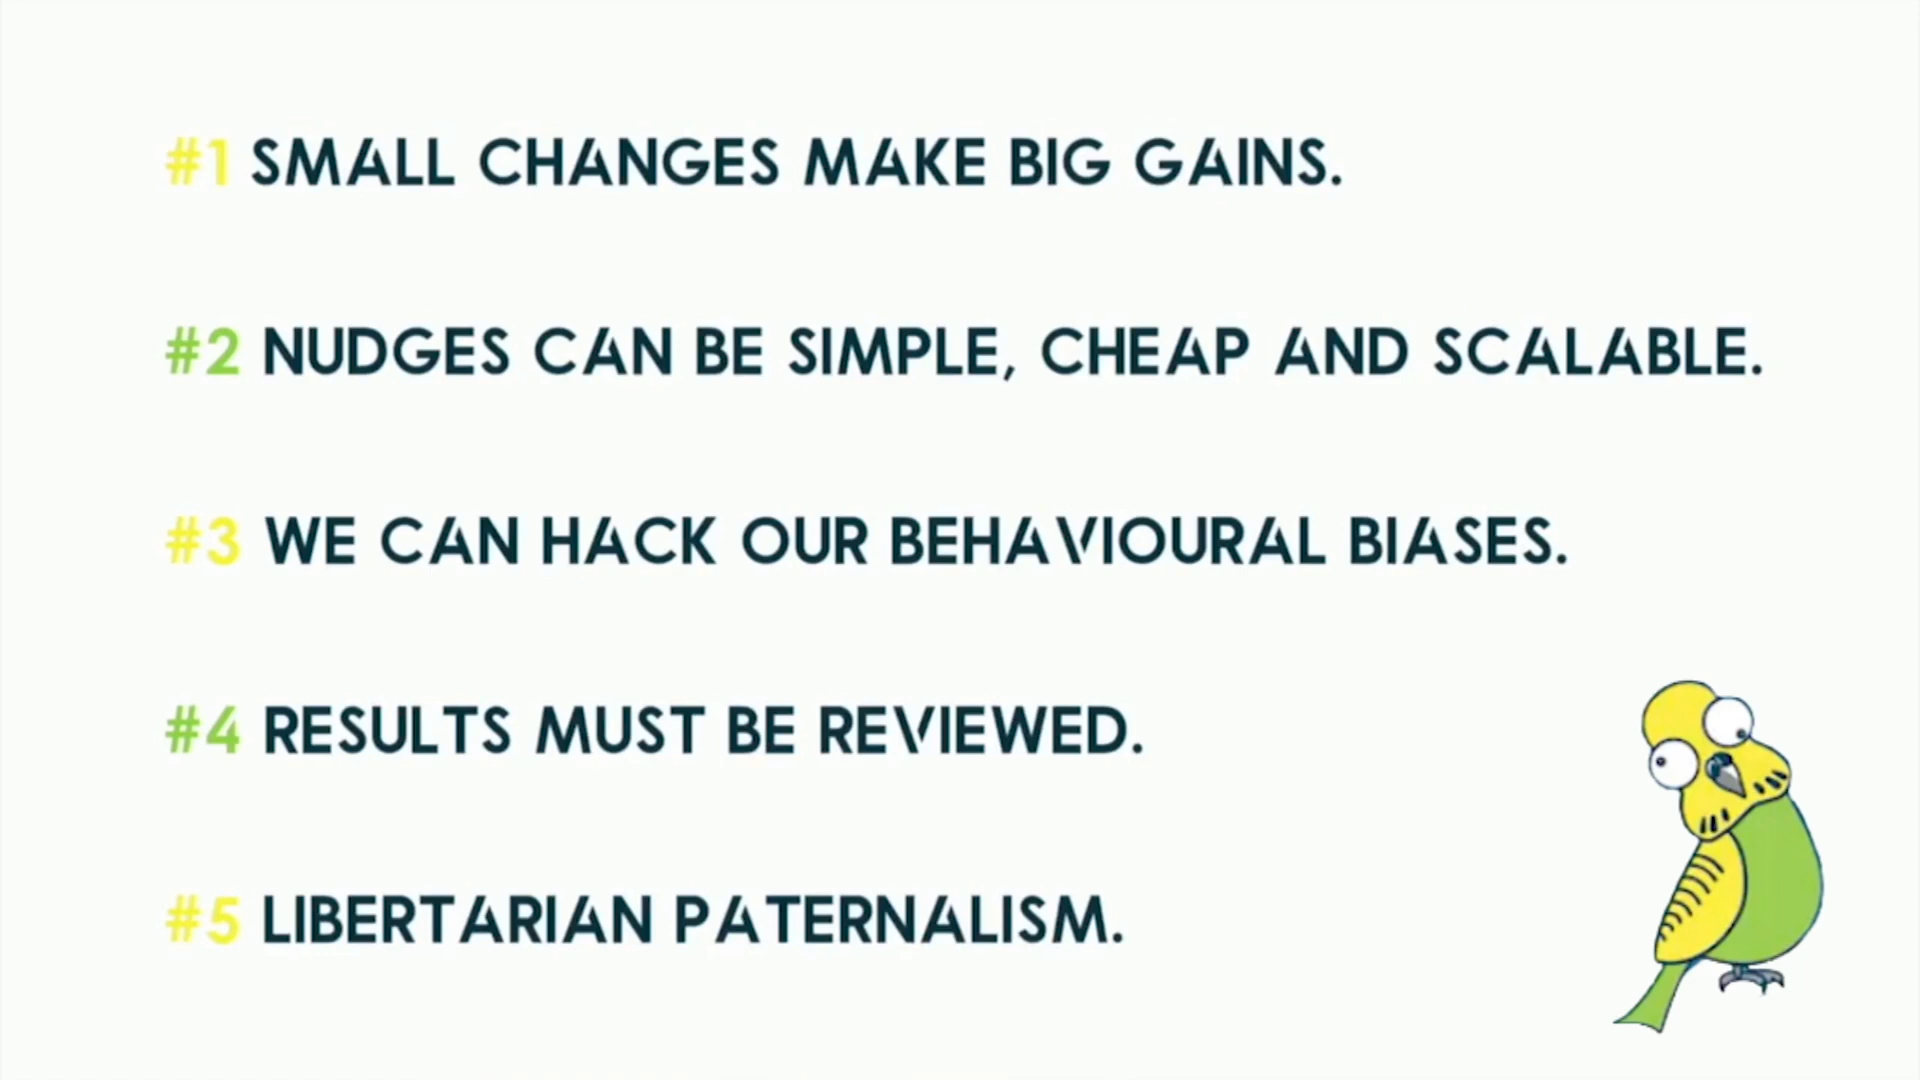 #1 SMALL CHANGES MAKE BIG GAINS.
#2 NUDGES CAN BE SIMPLE, CHEAP AND SCALABLE.
#3 WE CAN HACK OUR BEHAVIOURAL BIASES.
#4 RESULTS MUST BE REVIEWED.
#5 LIBERTARIAN PATERNALISM.